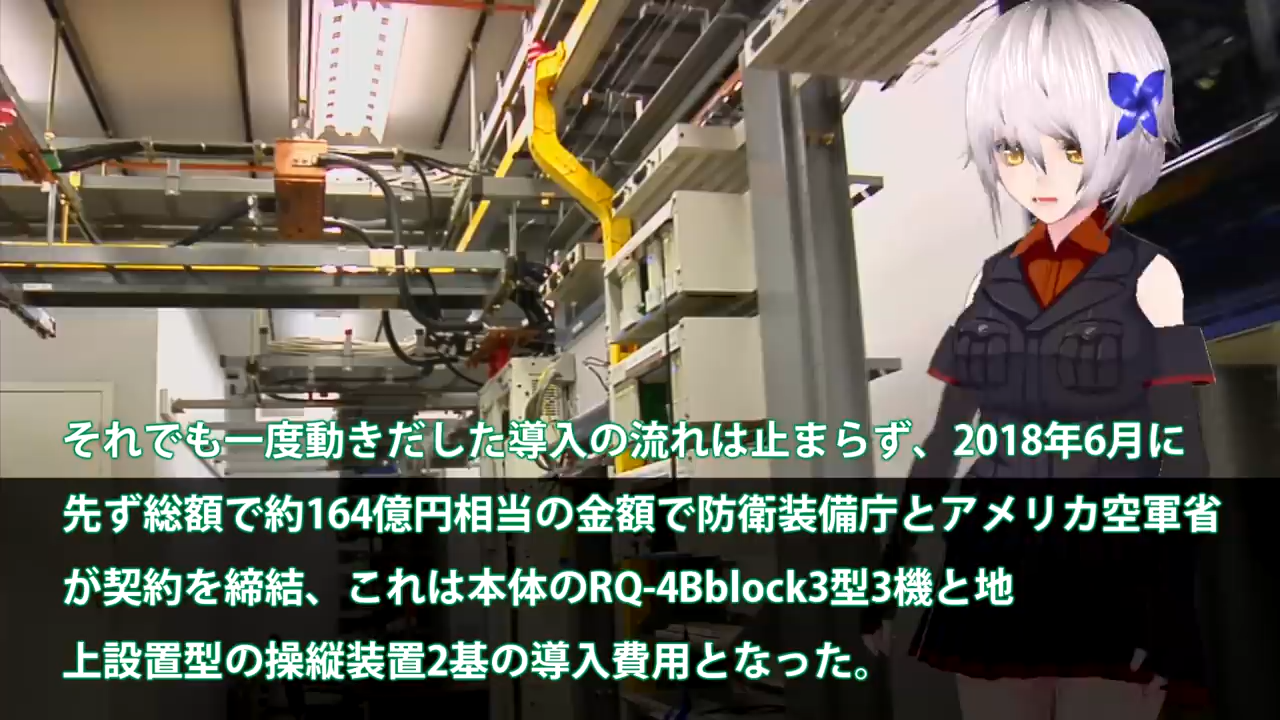 それでも一度動きだした導入の流れは止まらず、2018年6月に
先ず総額で約164億円相当の金額で防衛装備庁とアメリカ空軍省
が契約を締結、これは本体のRQ-4Bblock3型3機と地
上設置型の操縦装置2基の導入費用となった。